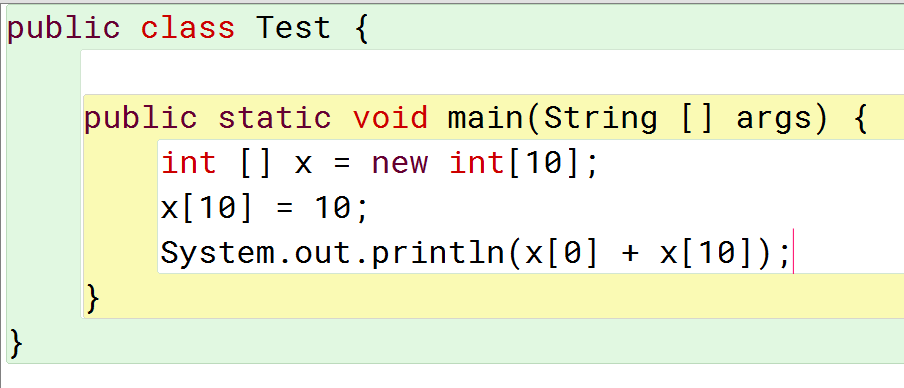 public class Test {
public static void main(String [] args) {
int [] x = new int[10];
x[10] = 10;
System.out.println(x[0] + x[10]);
}
}